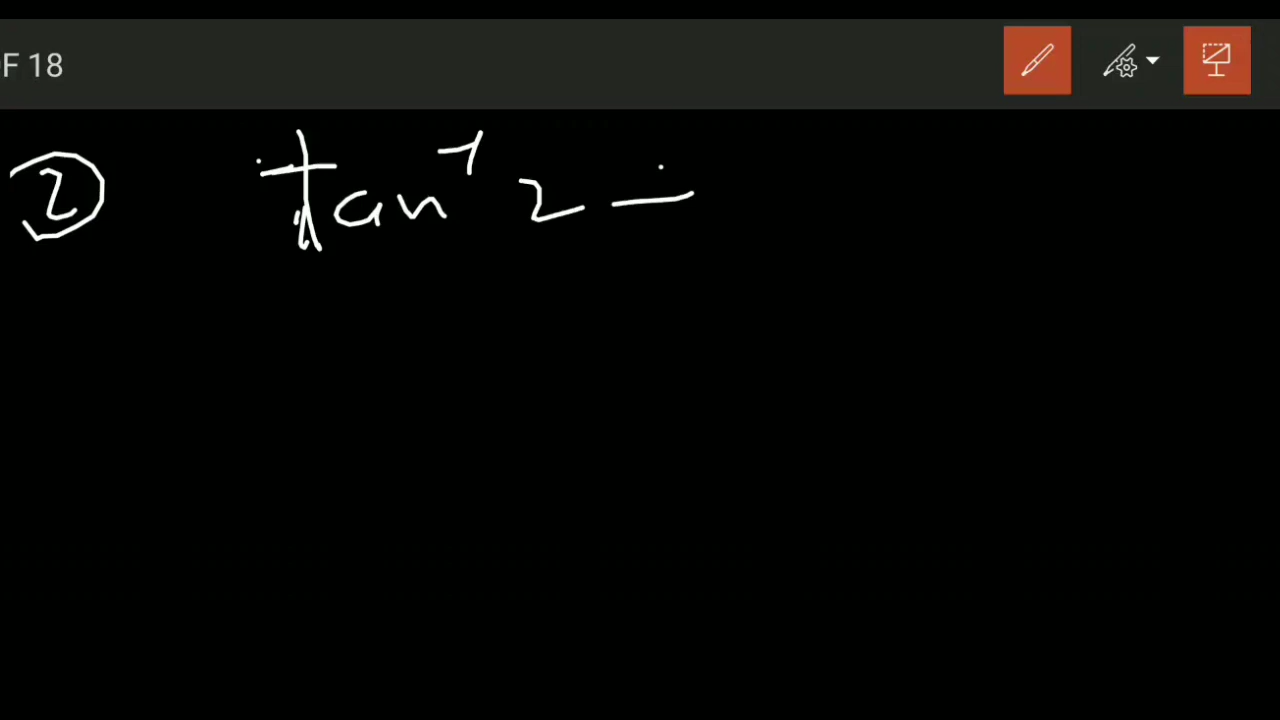 F 18
② tan⁻¹ 2 =